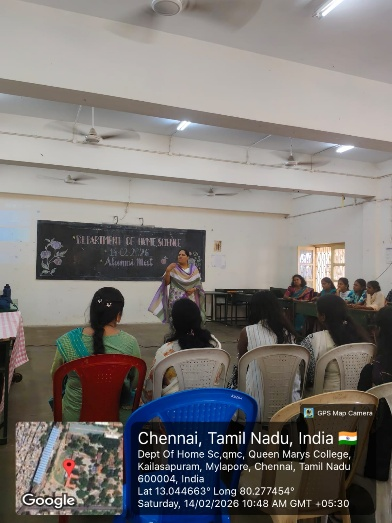 DEPARTMENT OF HOME SCIENCE
14.02.2026
Alumni Meet
GPS Map Camera
Chennai, Tamil Nadu, India
Dept Of Home Sc,qmc, Queen Marys College,
Kailasapuram, Mylapore, Chennai, Tamil Nadu
600004, India
Lat 13.044663° Long 80.277454°
Saturday, 14/02/2026 10:48 AM GMT +05:30
Google